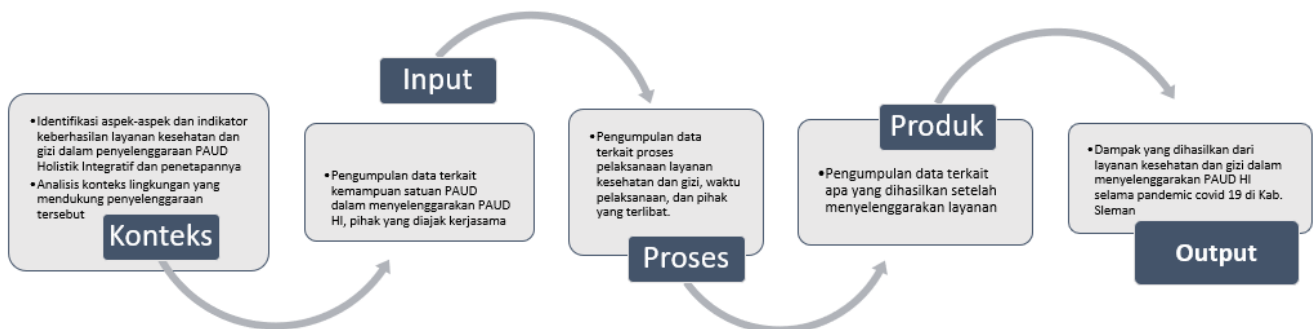 •Identifikasi aspek-aspek dan indikator
keberhasilan layanan kesehatan dan
gizi dalam penyelenggaraan PAUD
Holistik Integratif dan penetapannya
•Analisis konteks lingkungan yang
mendukung penyelenggaraan
tersebut
Konteks
Input
•Pengumpulan data terkait
kemampuan satuan PAUD
dalam menyelenggarakan PAUD
HI, pihak yang diajak kerjasama
•Pengumpulan data
terkait proses
pelaksanaan layanan
kesehatan dan gizi, waktu
pelaksanaan, dan pihak
yang terlibat.
Proses
Produk
•Pengumpulan data terkait
apa yang dihasilkan setelah
menyelenggarakan layanan
•Dampak yang dihasilkan dari
layanan kesehatan dan gizi dalam
menyelenggarakan PAUD HI
selama pandemic covid 19 di Kab.
Sleman
Output